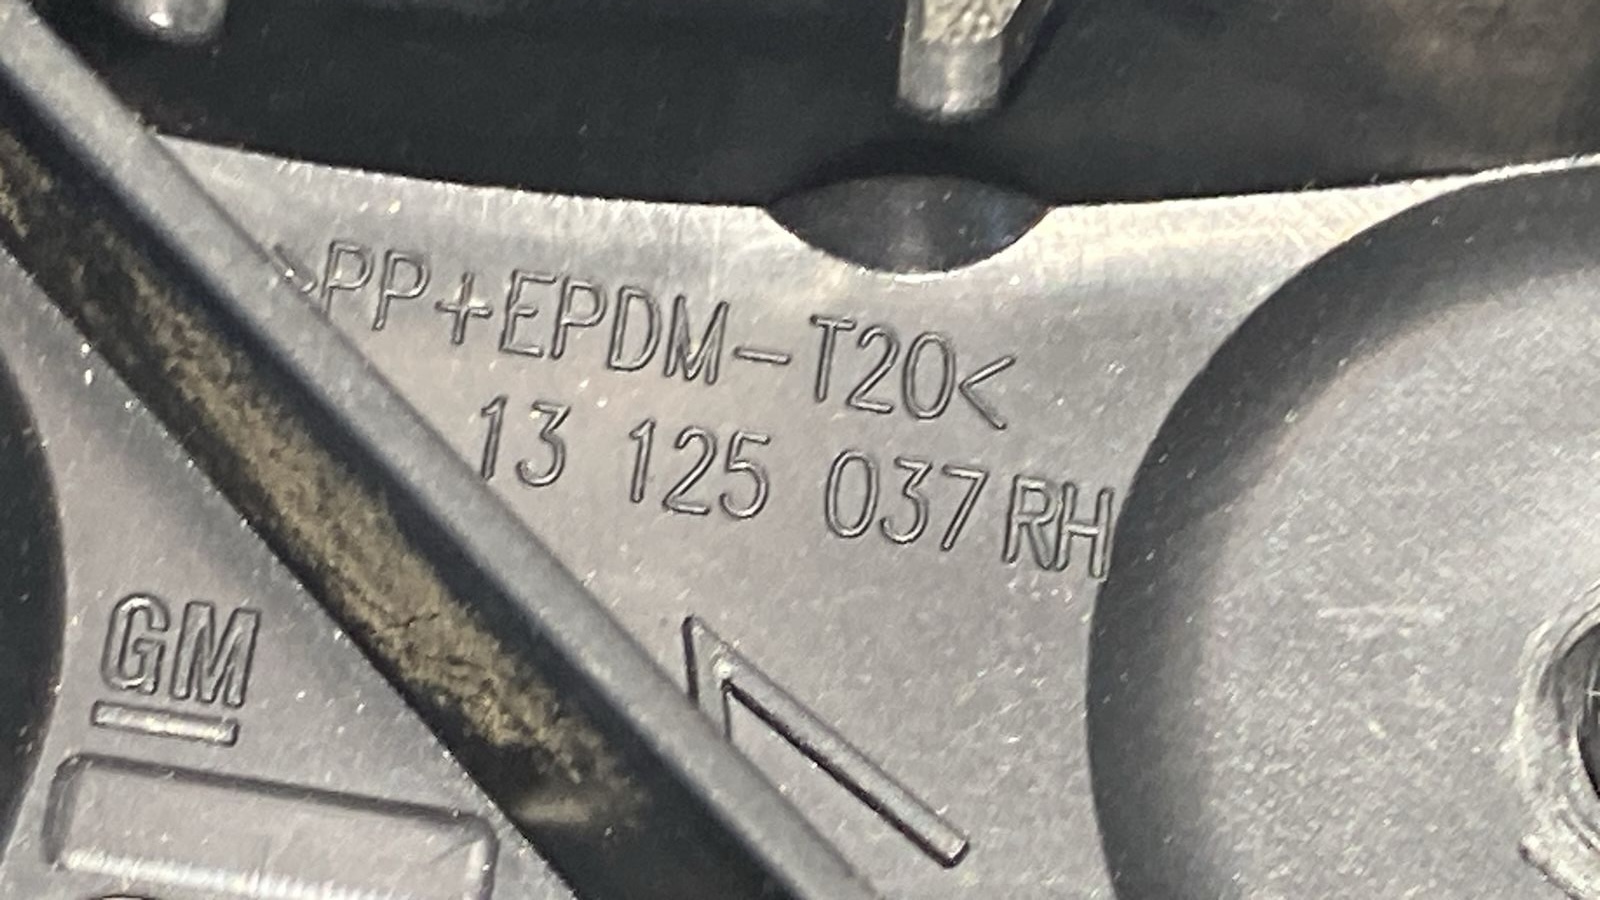 >PP+EPDM-T20<
13 125 037 RH
GM